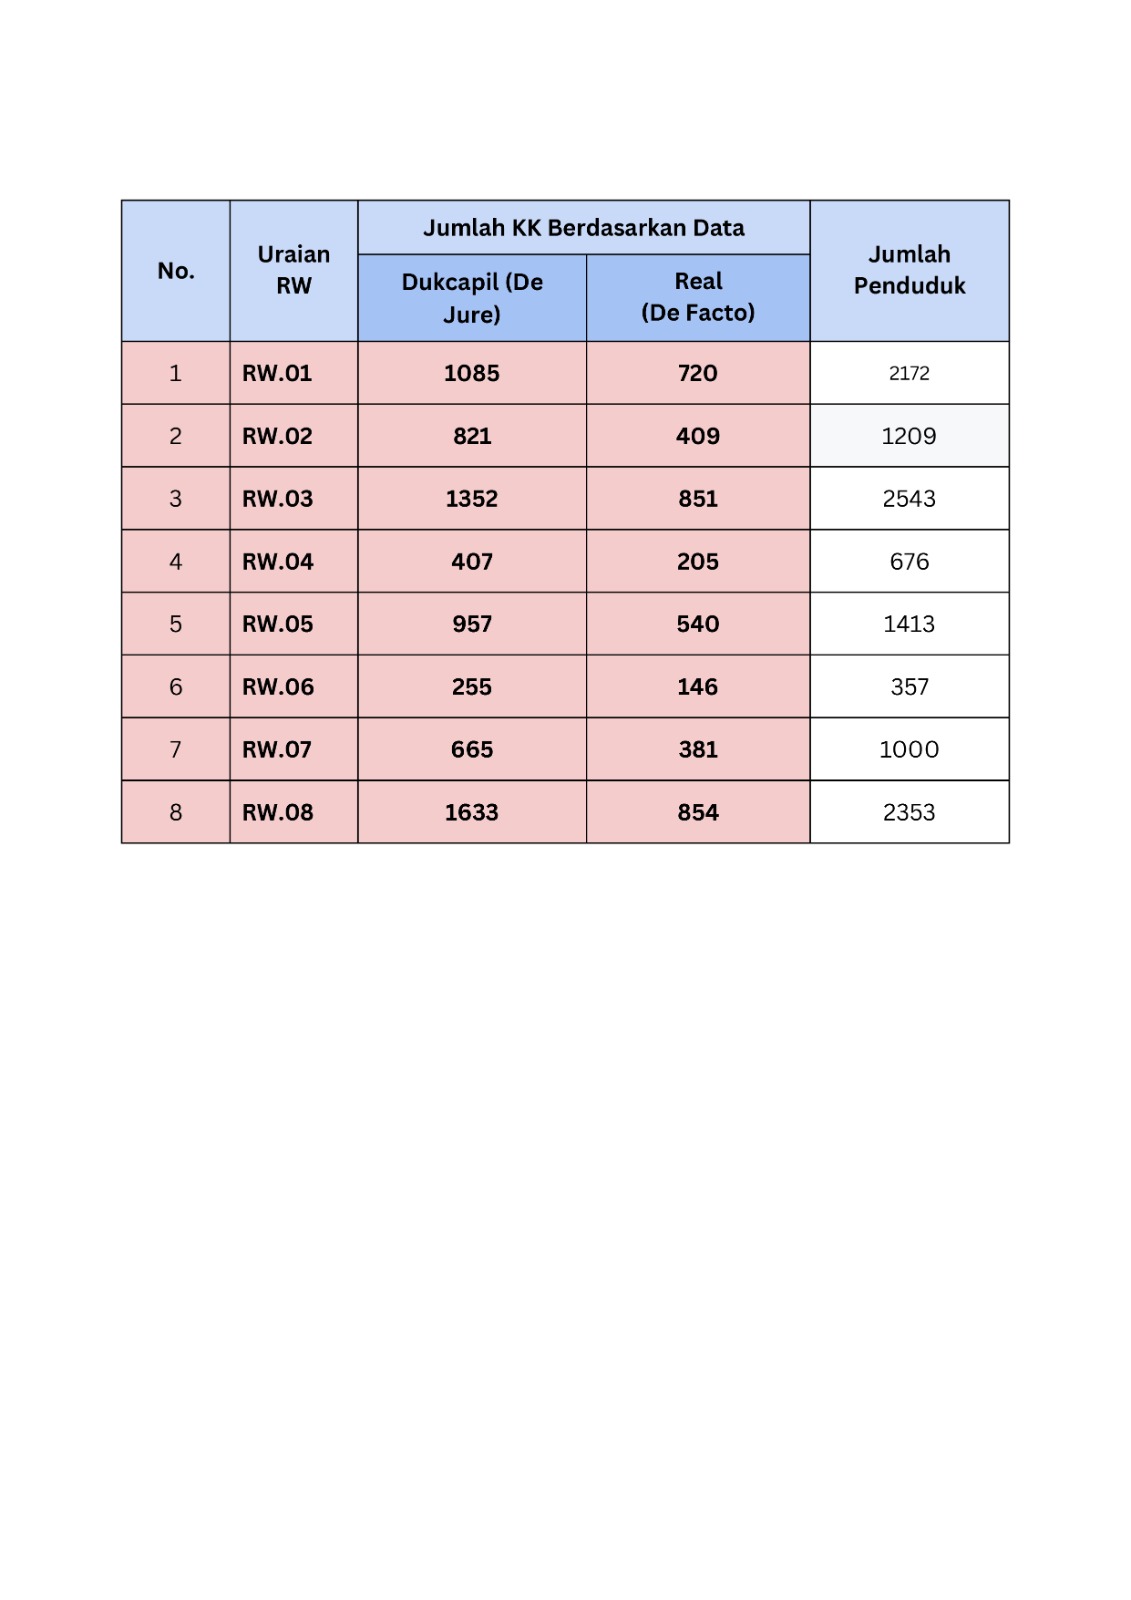 No.
Uraian
RW
Jumlah KK Berdasarkan Data
Dukcapil (De
Jure)
Real
(De Facto)
Jumlah
Penduduk
1 RW.01 1085 720 2172
2 RW.02 821 409 1209
3 RW.03 1352 851 2543
4 RW.04 407 205 676
5 RW.05 957 540 1413
6 RW.06 255 146 357
7 RW.07 665 381 1000
8 RW.08 1633 854 2353